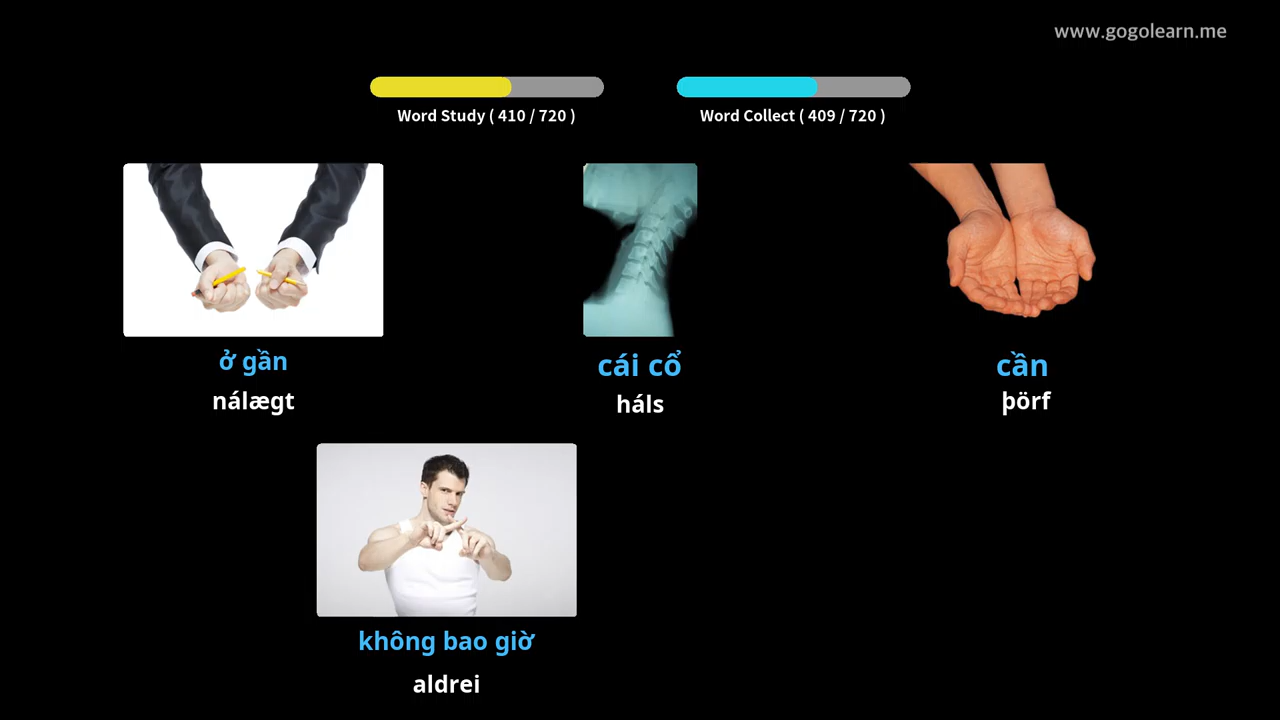 www.gogolearn.me
Word Study ( 410 / 720 )
Word Collect ( 409 / 720 )
ở gần
nálægt
cái cổ
háls
cần
þörf
không bao giờ
aldrei